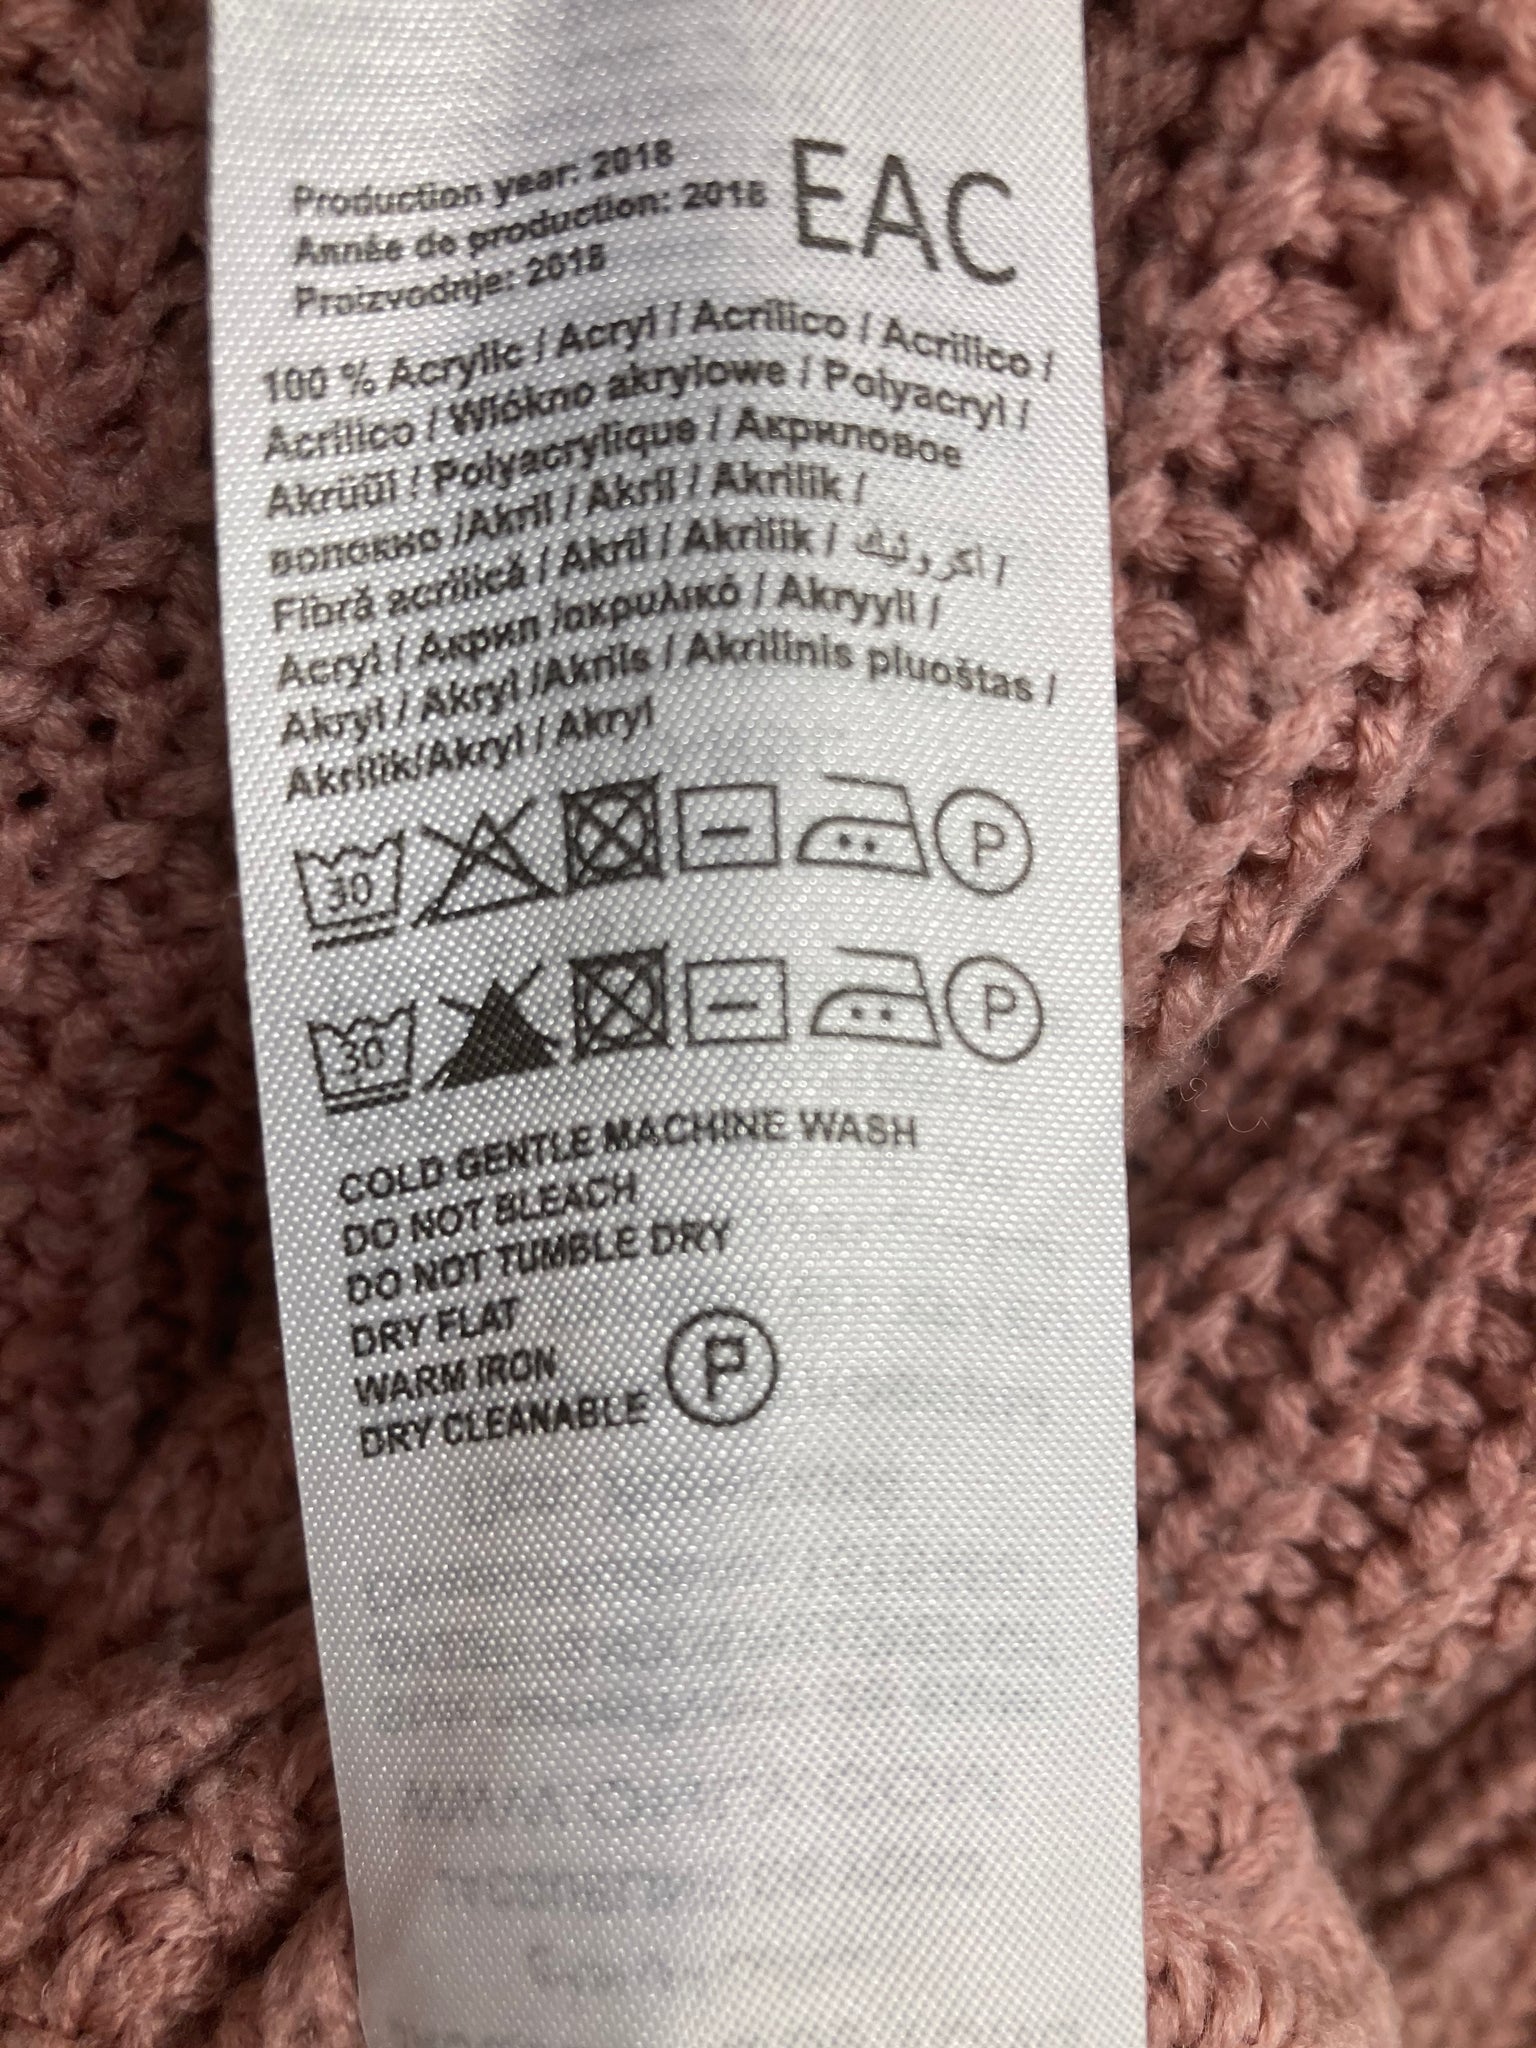 Production year: 2018
Année de production: 2018
Proizvodnje: 2018
EAC
100 % Acrylic / Acryl / Acrílico / Acrilico /
Acrílico / Włókno akrylowe / Polyacryl /
Akrüül / Polyacrylique / Акриловое
волокно /Akril / Akril / Akrilik /
Fibră acrilică / Akril / Akrilik / /
Acryl / Акрил /ακρυλικό / Akryyli /
Akryl / Akryl /Akrils / Akrilinis pluoštas /
Akrilik/Akryl / Akryl
30 P
30 P
COLD GENTLE MACHINE WASH
DO NOT BLEACH
DO NOT TUMBLE DRY
DRY FLAT
WARM IRON
DRY CLEANABLE P